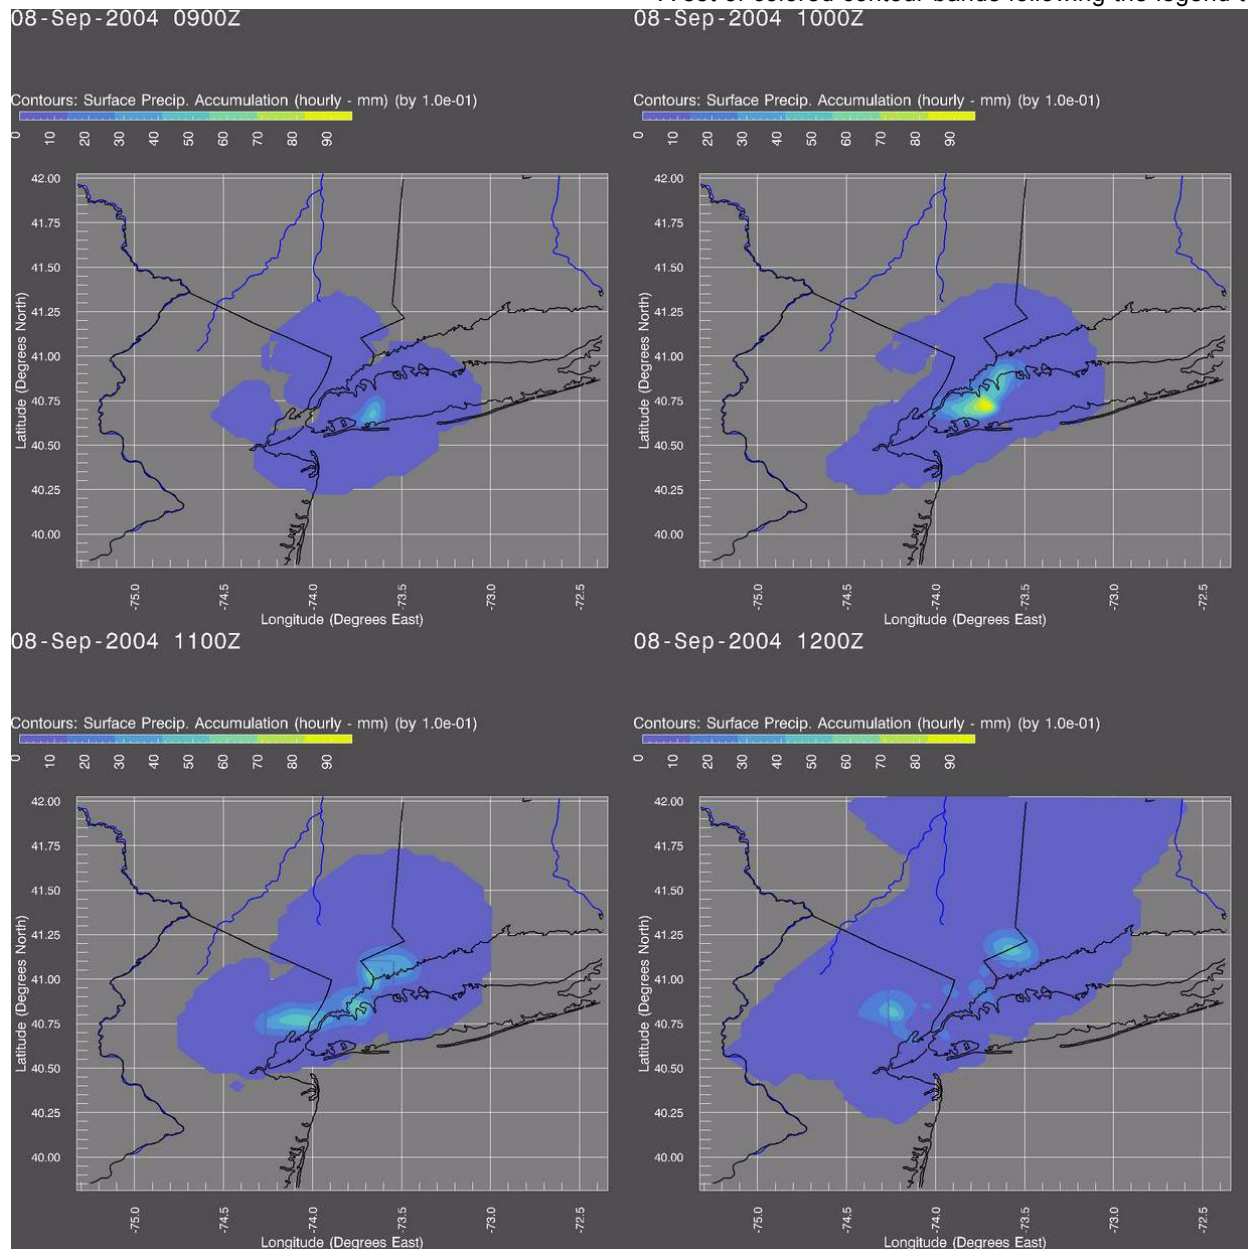 08-Sep-2004 0900Z
Contours: Surface Precip. Accumulation (hourly - mm) (by 1.0e-01)
0 10 20 30 40 50 60 70 80 90
42.00
41.75
41.50
41.25
41.00
40.75
40.50
40.25
40.00
Latitude (Degrees North)
-75.0 -74.5 -74.0 -73.5 -73.0 -72.5
Longitude (Degrees East)
08-Sep-2004 1000Z
Contours: Surface Precip. Accumulation (hourly - mm) (by 1.0e-01)
0 10 20 30 40 50 60 70 80 90
42.00
41.75
41.50
41.25
41.00
40.75
40.50
40.25
40.00
Latitude (Degrees North)
-75.0 -74.5 -74.0 -73.5 -73.0 -72.5
Longitude (Degrees East)
08-Sep-2004 1100Z
Contours: Surface Precip. Accumulation (hourly - mm) (by 1.0e-01)
0 10 20 30 40 50 60 70 80 90
42.00
41.75
41.50
41.25
41.00
40.75
40.50
40.25
40.00
Latitude (Degrees North)
-75.0 -74.5 -74.0 -73.5 -73.0 -72.5
Longitude (Degrees East)
08-Sep-2004 1200Z
Contours: Surface Precip. Accumulation (hourly - mm) (by 1.0e-01)
0 10 20 30 40 50 60 70 80 90
42.00
41.75
41.50
41.25
41.00
40.75
40.50
40.25
40.00
Latitude (Degrees North)
-75.0 -74.5 -74.0 -73.5 -73.0 -72.5
Longitude (Degrees East)